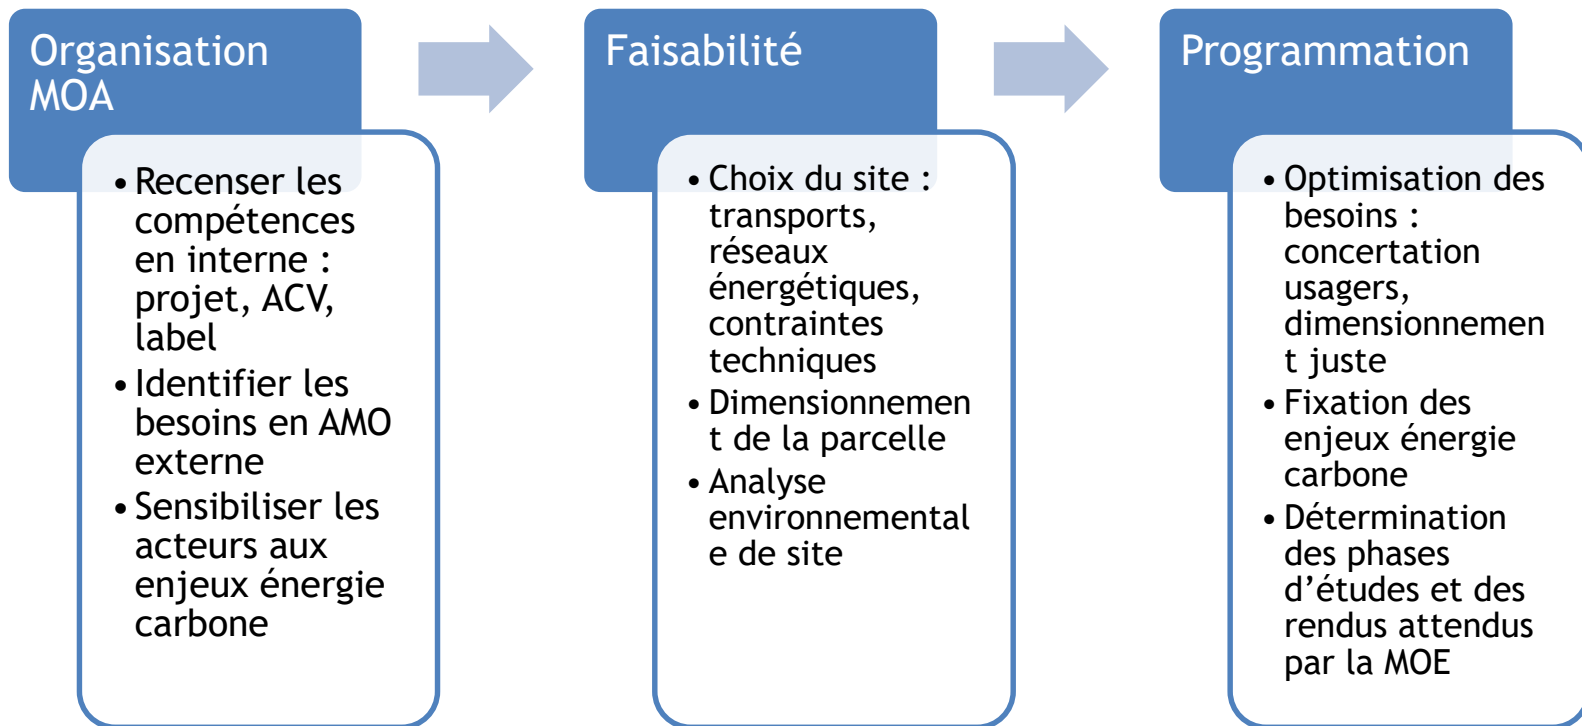 Organisation
MOA
• Recenser les
compétences
en interne :
projet, ACV,
label
• Identifier les
besoins en AMO
externe
• Sensibiliser les
acteurs aux
enjeux énergie
carbone
Faisabilité
• Choix du site :
transports,
réseaux
énergétiques,
contraintes
techniques
• Dimensionnemen
t de la parcelle
• Analyse
environnemental
e de site
Programmation
• Optimisation des
besoins :
concertation
usagers,
dimensionnemen
t juste
• Fixation des
enjeux énergie
carbone
• Détermination
des phases
d’études et des
rendus attendus
par la MOE